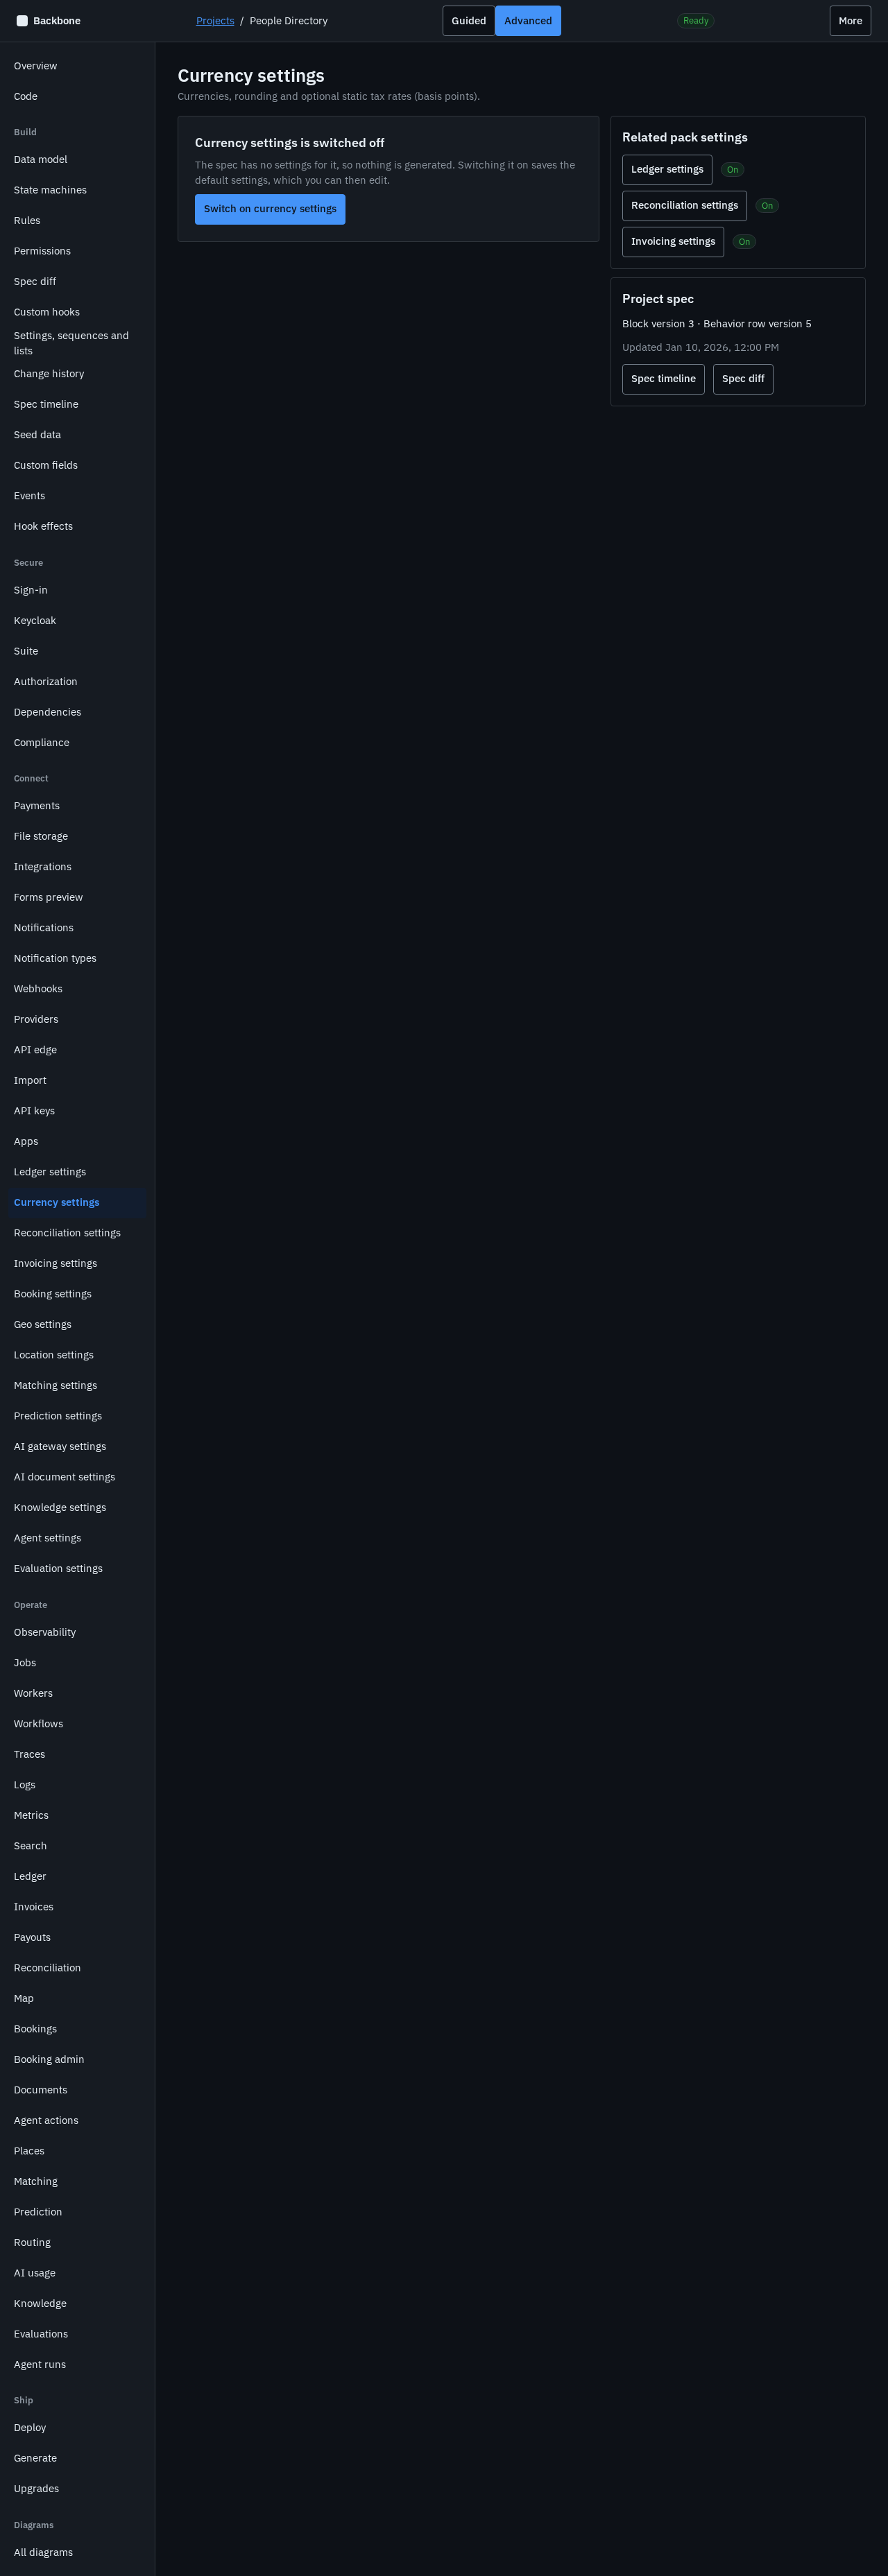 Backbone
Projects / People Directory
Guided
Advanced
Ready
More
Overview
Code
Build
Data model
State machines
Rules
Permissions
Spec diff
Custom hooks
Settings, sequences and
lists
Change history
Spec timeline
Seed data
Custom fields
Events
Hook effects
Secure
Sign-in
Keycloak
Suite
Authorization
Dependencies
Compliance
Connect
Payments
File storage
Integrations
Forms preview
Notifications
Notification types
Webhooks
Providers
API edge
Import
API keys
Apps
Ledger settings
Currency settings
Reconciliation settings
Invoicing settings
Booking settings
Geo settings
Location settings
Matching settings
Prediction settings
AI gateway settings
AI document settings
Knowledge settings
Agent settings
Evaluation settings
Operate
Observability
Jobs
Workers
Workflows
Traces
Logs
Metrics
Search
Ledger
Invoices
Payouts
Reconciliation
Map
Bookings
Booking admin
Documents
Agent actions
Places
Matching
Prediction
Routing
AI usage
Knowledge
Evaluations
Agent runs
Ship
Deploy
Generate
Upgrades
Diagrams
All diagrams
Currency settings
Currencies, rounding and optional static tax rates (basis points).
Currency settings is switched off
The spec has no settings for it, so nothing is generated. Switching it on saves the
default settings, which you can then edit.
Switch on currency settings
Related pack settings
Ledger settings On
Reconciliation settings On
Invoicing settings On
Project spec
Block version 3 · Behavior row version 5
Updated Jan 10, 2026, 12:00 PM
Spec timeline
Spec diff